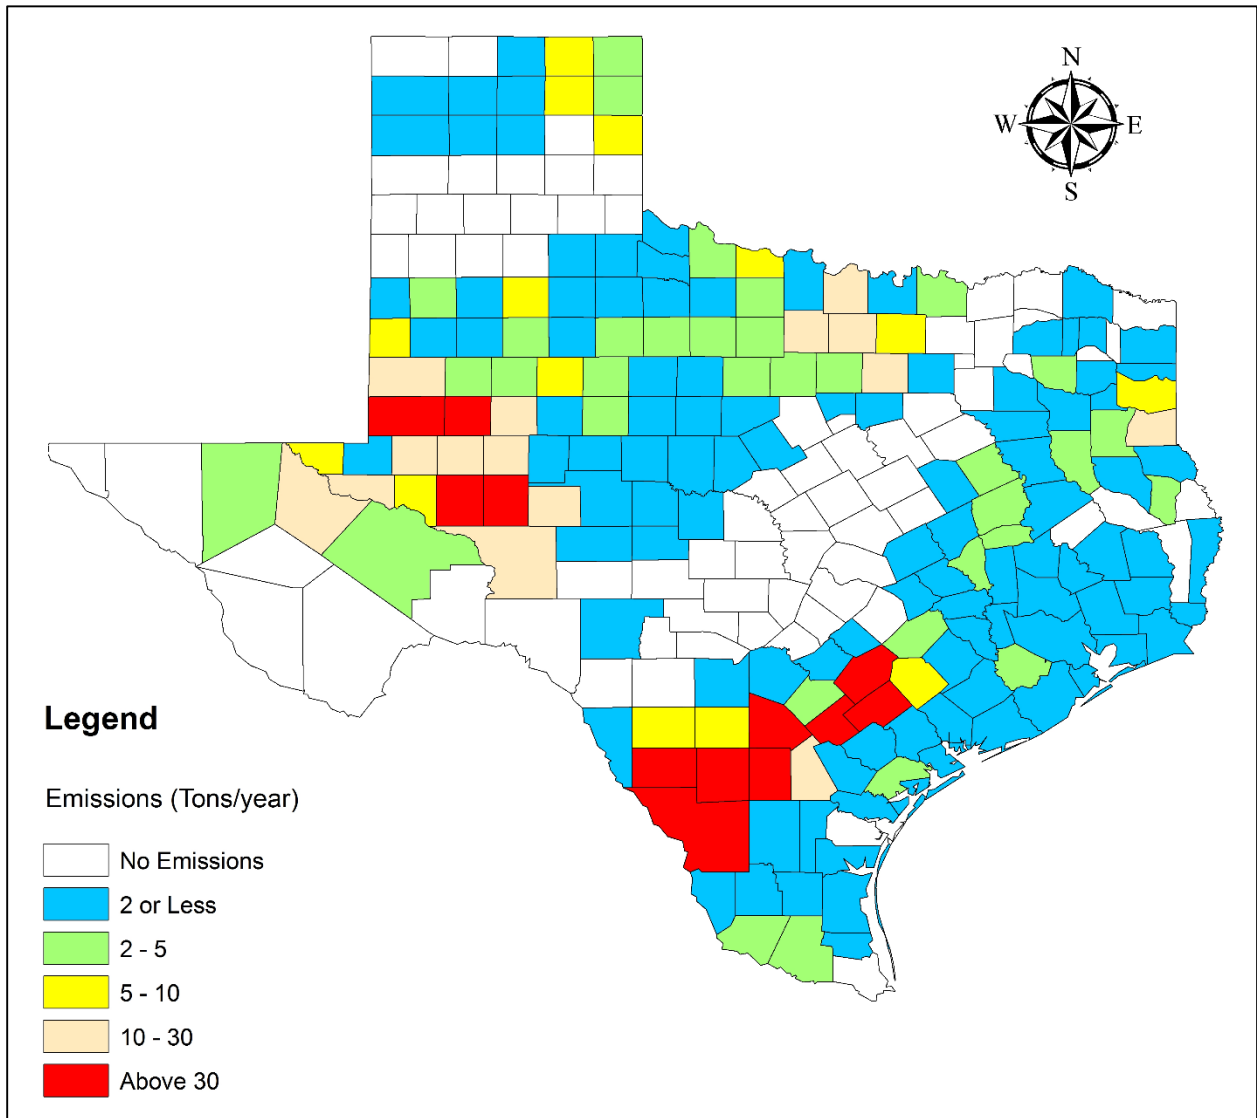 N
W E
S
Legend
Emissions (Tons/year)
No Emissions
2 or Less
2 - 5
5 - 10
10 - 30
Above 30